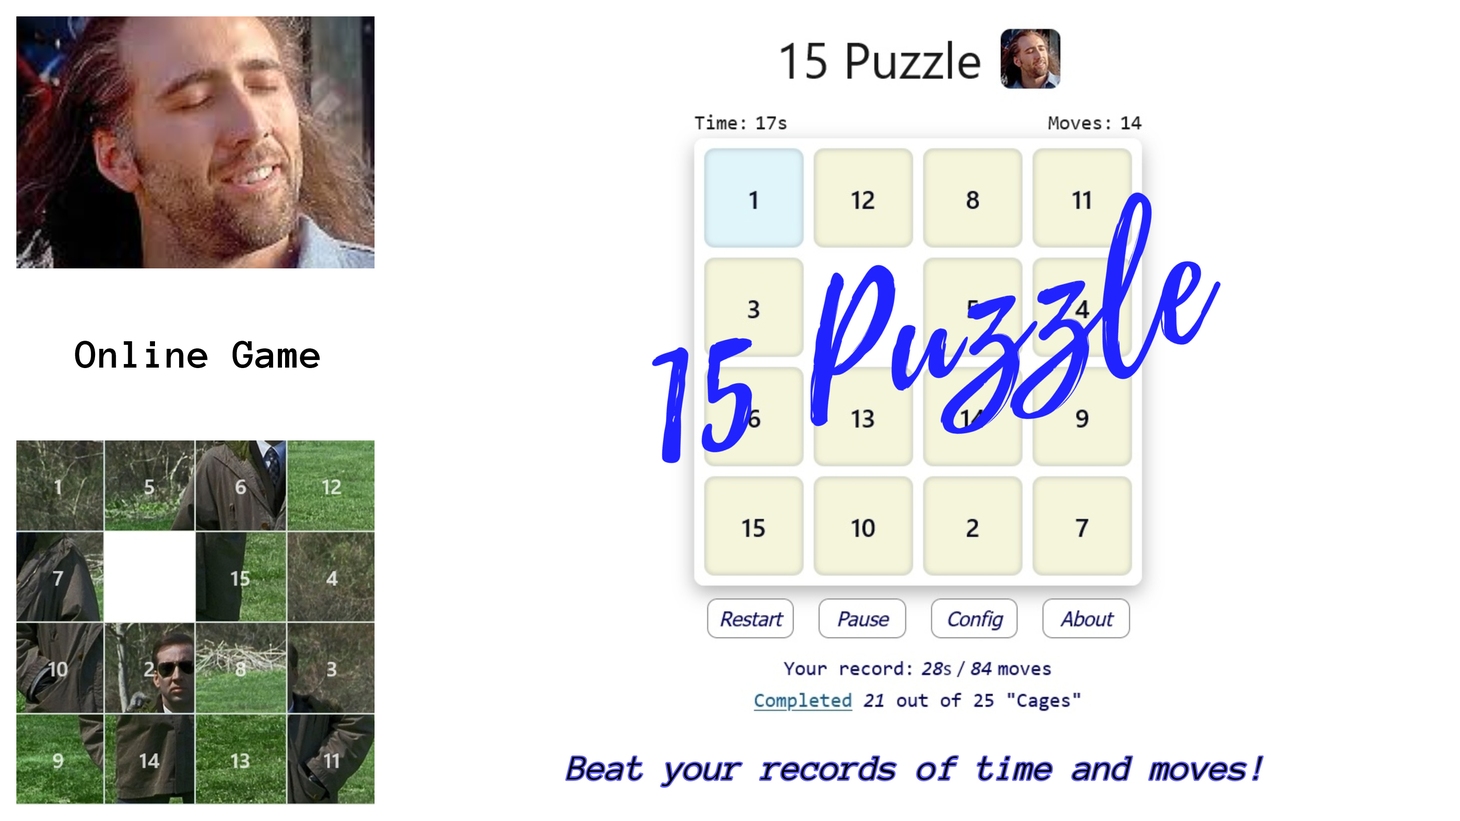 15 Puzzle
Time: 17s Moves: 14
1 12 8 11
3 5 4
6 13 14 9
15 10 2 7
15 Puzzle
Restart Pause Config About
Your record: 28s / 84 moves
Completed 21 out of 25 "Cages"
Beat your records of time and moves!
Online Game
1 5 6 12
7 15 4
10 2 8 3
9 14 13 11